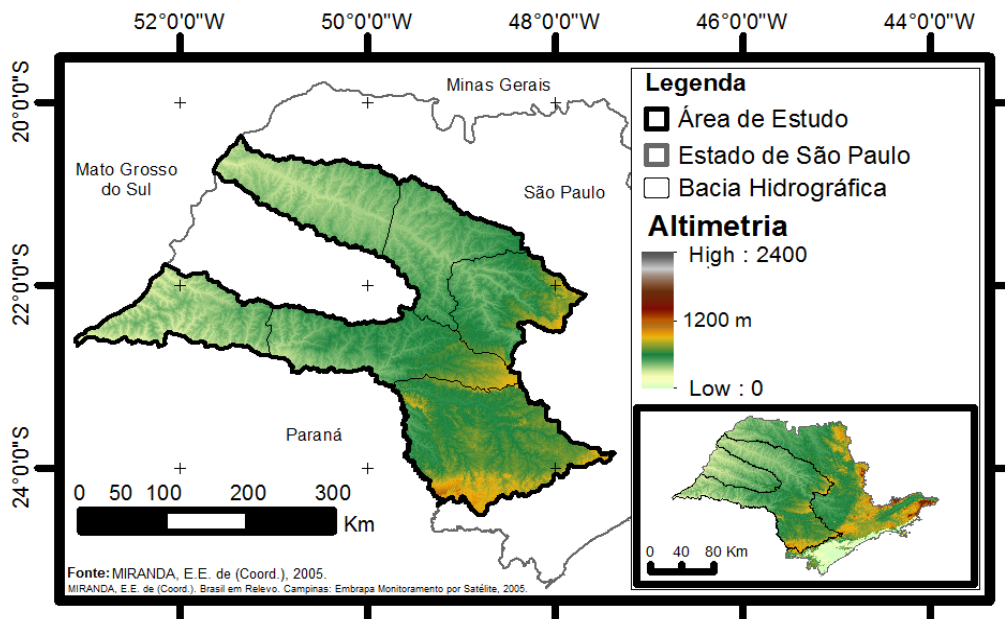 52°0'0"W 50°0'0"W 48°0'0"W 46°0'0"W 44°0'0"W
20°0'0"S
22°0'0"S
24°0'0"S
Minas Gerais
Mato Grosso
do Sul
São Paulo
Paraná
Legenda
Área de Estudo
Estado de São Paulo
Bacia Hidrográfica
Altimetria
High : 2400
1200 m
Low : 0
0 50 100 200 300
Km
0 40 80 Km
Fonte: MIRANDA, E.E. de (Coord.), 2005.
MIRANDA, E.E. de (Coord.). Brasil em Relevo. Campinas: Embrapa Monitoramento por Satélite, 2005.